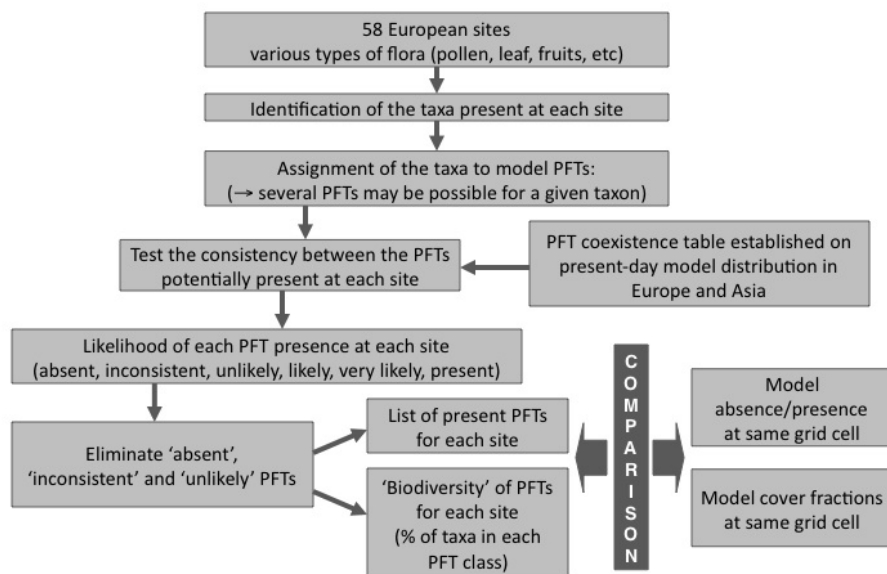 58 European sites
various types of flora (pollen, leaf, fruits, etc)
Identification of the taxa present at each site
Assignment of the taxa to model PFTs:
(→ several PFTs may be possible for a given taxon)
Test the consistency between the PFTs
potentially present at each site
PFT coexistence table established on
present-day model distribution in
Europe and Asia
Likelihood of each PFT presence at each site
(absent, inconsistent, unlikely, likely, very likely, present)
Eliminate ‘absent’,
‘inconsistent’ and ‘unlikely’ PFTs
List of present PFTs
for each site
‘Biodiversity’ of PFTs
for each site
(% of taxa in each
PFT class)
COMPARISON
Model
absence/presence
at same grid cell
Model cover fractions
at same grid cell